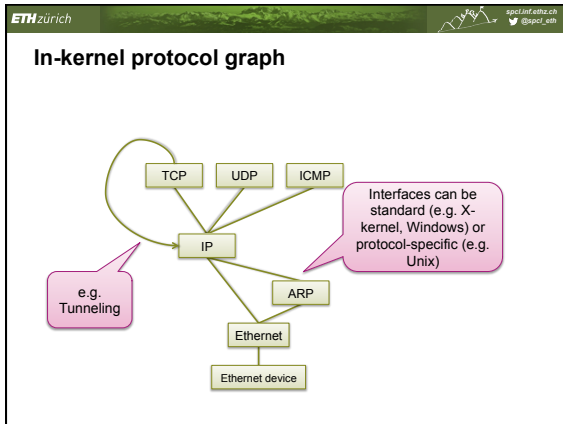 ETH zürich
spcl.inf.ethz.ch
@spcl_eth
In-kernel protocol graph
TCP
UDP
ICMP
Interfaces can be
standard (e.g. X-
kernel, Windows) or
protocol-specific (e.g.
Unix)
IP
e.g.
Tunneling
ARP
Ethernet
Ethernet device